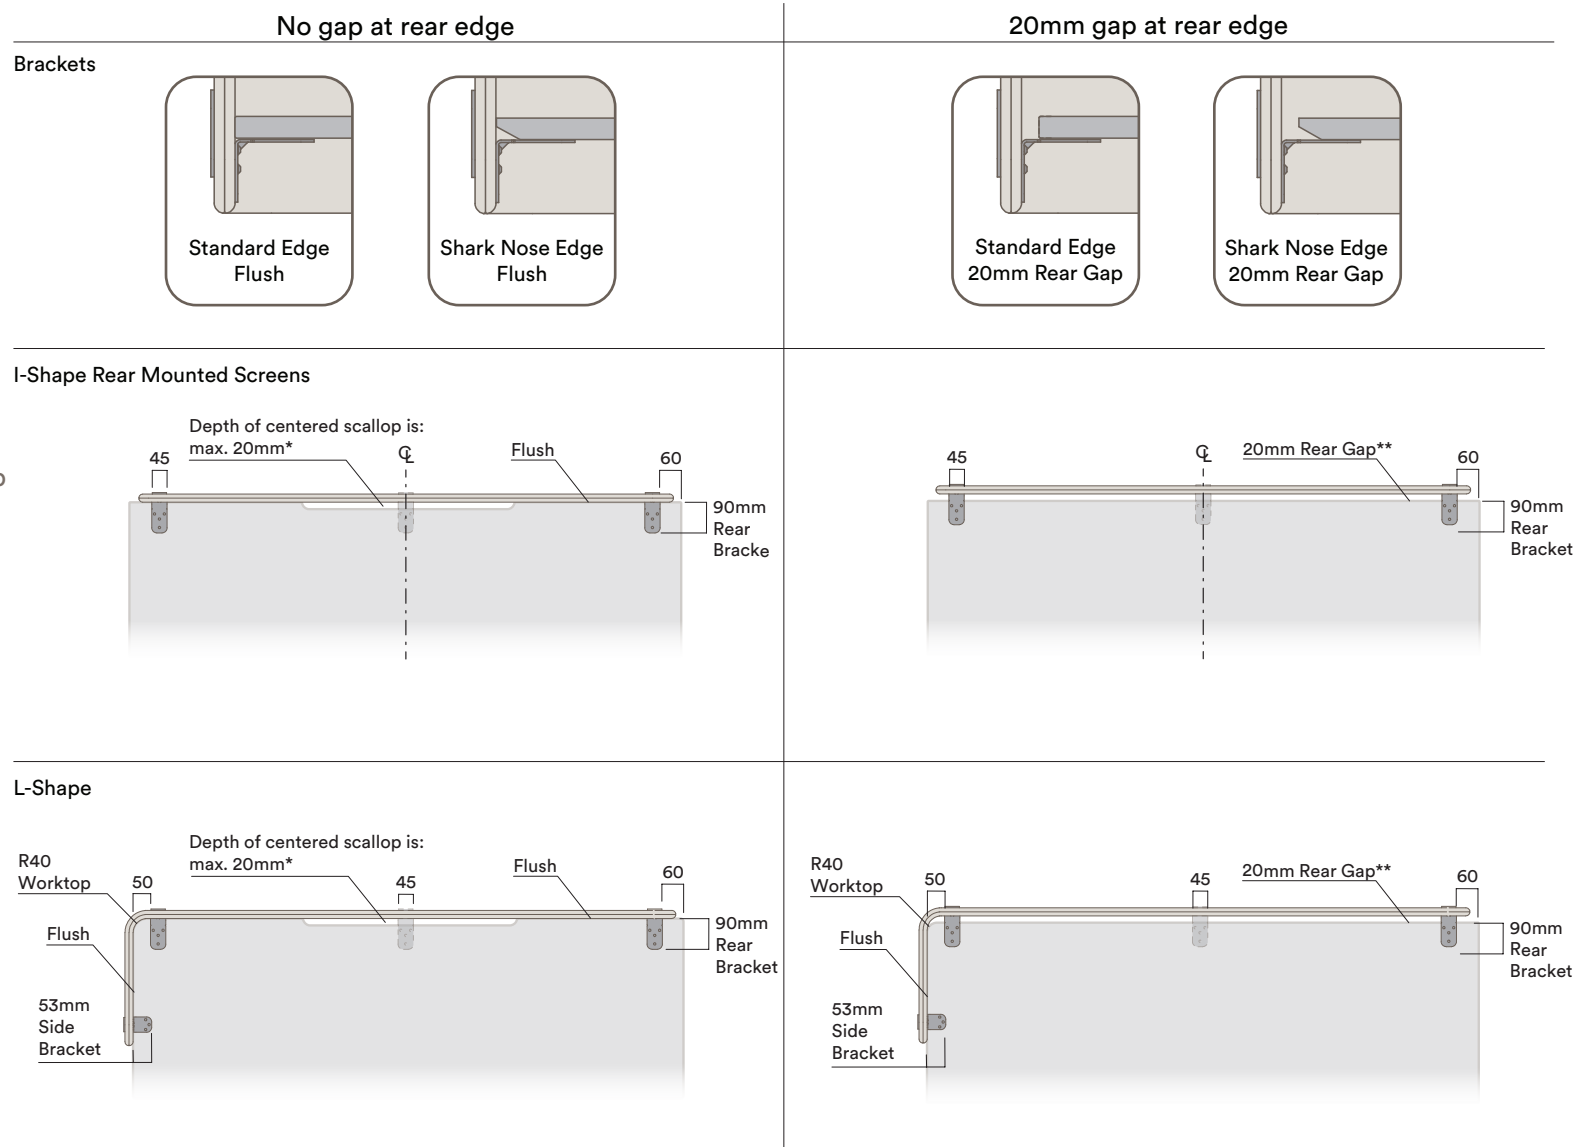 No gap at rear edge
20mm gap at rear edge
Brackets
Standard Edge
Flush
Shark Nose Edge
Flush
Standard Edge
20mm Rear Gap
Shark Nose Edge
20mm Rear Gap
I-Shape Rear Mounted Screens
Depth of centered scallop is:
max. 20mm*
45
℄
Flush
60
90mm
Rear
Bracke
45
℄
20mm Rear Gap**
60
90mm
Rear
Bracket
L-Shape
Depth of centered scallop is:
max. 20mm*
R40
Worktop
50
45
Flush
60
Flush
90mm
Rear
Bracket
53mm
Side
Bracket
R40
Worktop
50
45
20mm Rear Gap**
60
Flush
90mm
Rear
Bracket
53mm
Side
Bracket